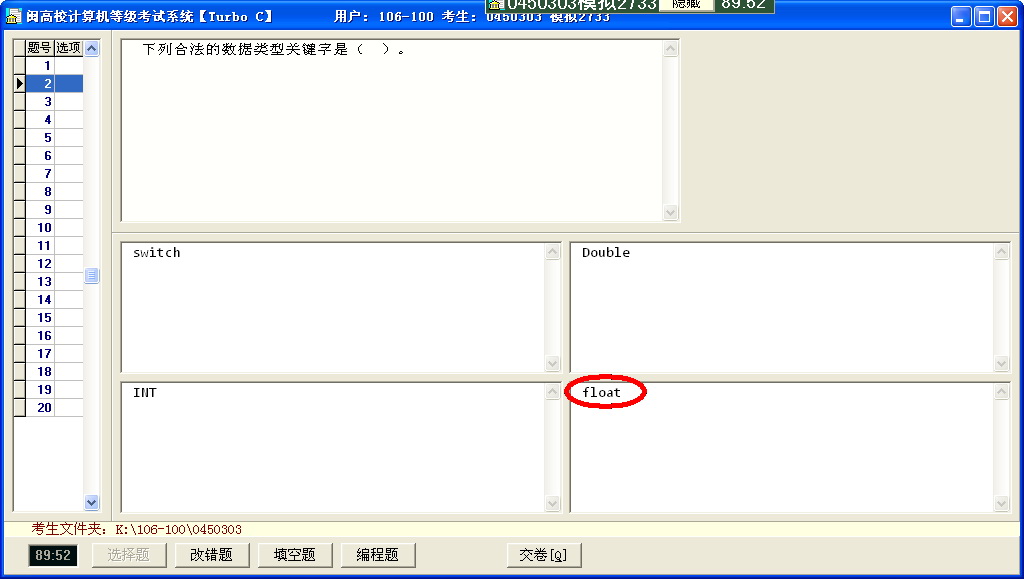 0450303模拟2733 隐藏 89:52
闽高校计算机等级考试系统【Turbo C】 用户: 106-100 考生: 0450303 模拟2733
题号 选项
下列合法的数据类型关键字是（ ）。
1
2
3
4
5
6
7
8
9
10
11
12
13
14
15
16
17
18
19
20
switch
Double
INT
float
考生文件夹: K:\106-100\0450303
89:52 选择题 改错题 填空题 编程题 交卷[Q]